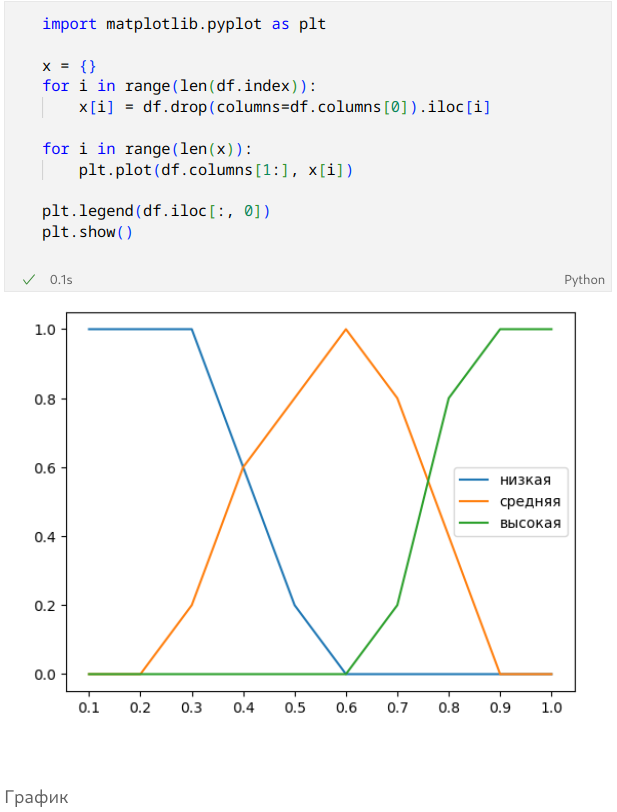 import matplotlib.pyplot as plt
x = {}
for i in range(len(df.index)):
x[i] = df.drop(columns=df.columns[0]).iloc[i]
for i in range(len(x)):
plt.plot(df.columns[1:], x[i])
plt.legend(df.iloc[:, 0])
plt.show()
0.1s Python
1.0
0.8
0.6
0.4
0.2
0.0
низкая
средняя
высокая
0.1 0.2 0.3 0.4 0.5 0.6 0.7 0.8 0.9 1.0
График